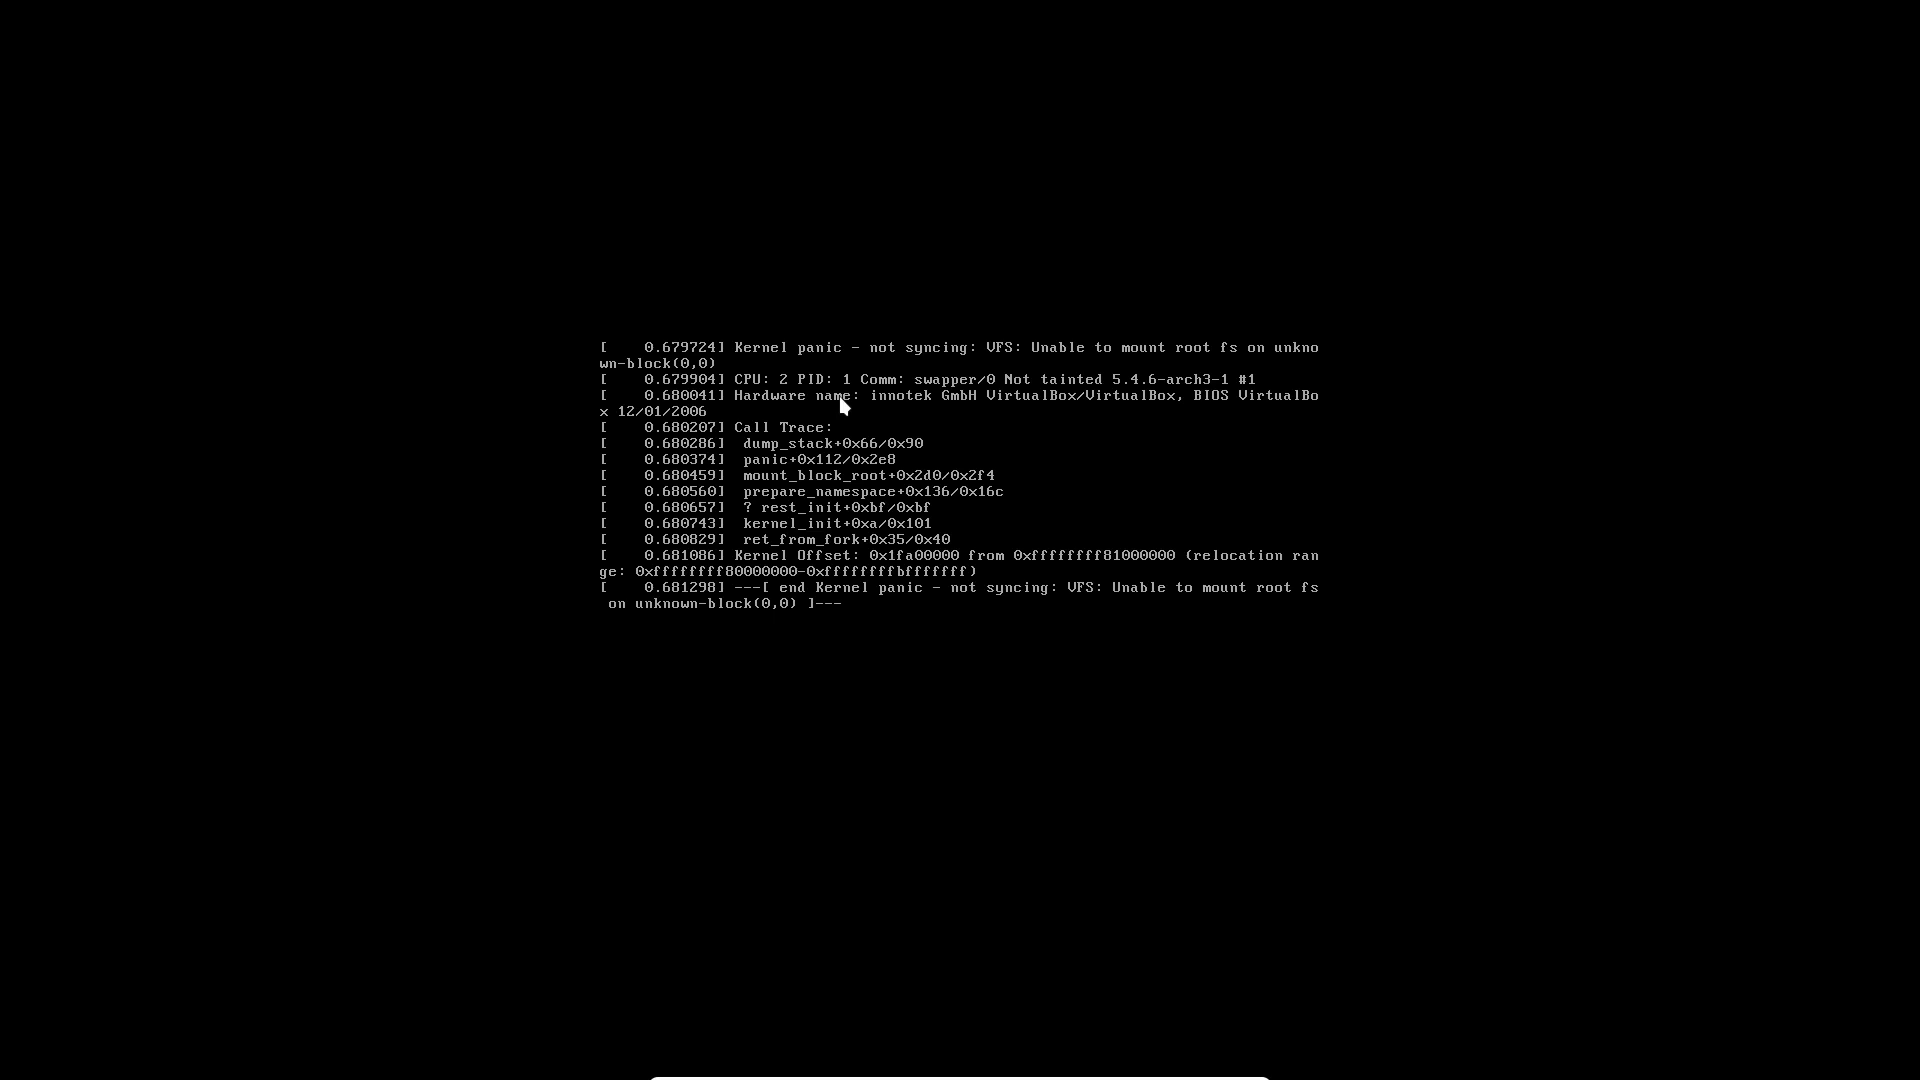 [    0.679724] Kernel panic - not syncing: VFS: Unable to mount root fs on unkno
wn-block(0,0)
[    0.679904] CPU: 2 PID: 1 Comm: swapper/0 Not tainted 5.4.6-arch3-1 #1
[    0.680041] Hardware name: innotek GmbH VirtualBox/VirtualBox, BIOS VirtualBo
x 12/01/2006
[    0.680207] Call Trace:
[    0.680286]  dump_stack+0x66/0x90
[    0.680374]  panic+0x112/0x2e8
[    0.680459]  mount_block_root+0x2d0/0x2f4
[    0.680560]  prepare_namespace+0x136/0x16c
[    0.680657]  ? rest_init+0xbf/0xbf
[    0.680743]  kernel_init+0xa/0x101
[    0.680829]  ret_from_fork+0x35/0x40
[    0.681086] Kernel Offset: 0x1fa00000 from 0xffffffff81000000 (relocation ran
ge: 0xffffffff80000000-0xffffffffbfffffff)
[    0.681298] ---[ end Kernel panic - not syncing: VFS: Unable to mount root fs
 on unknown-block(0,0) ]---